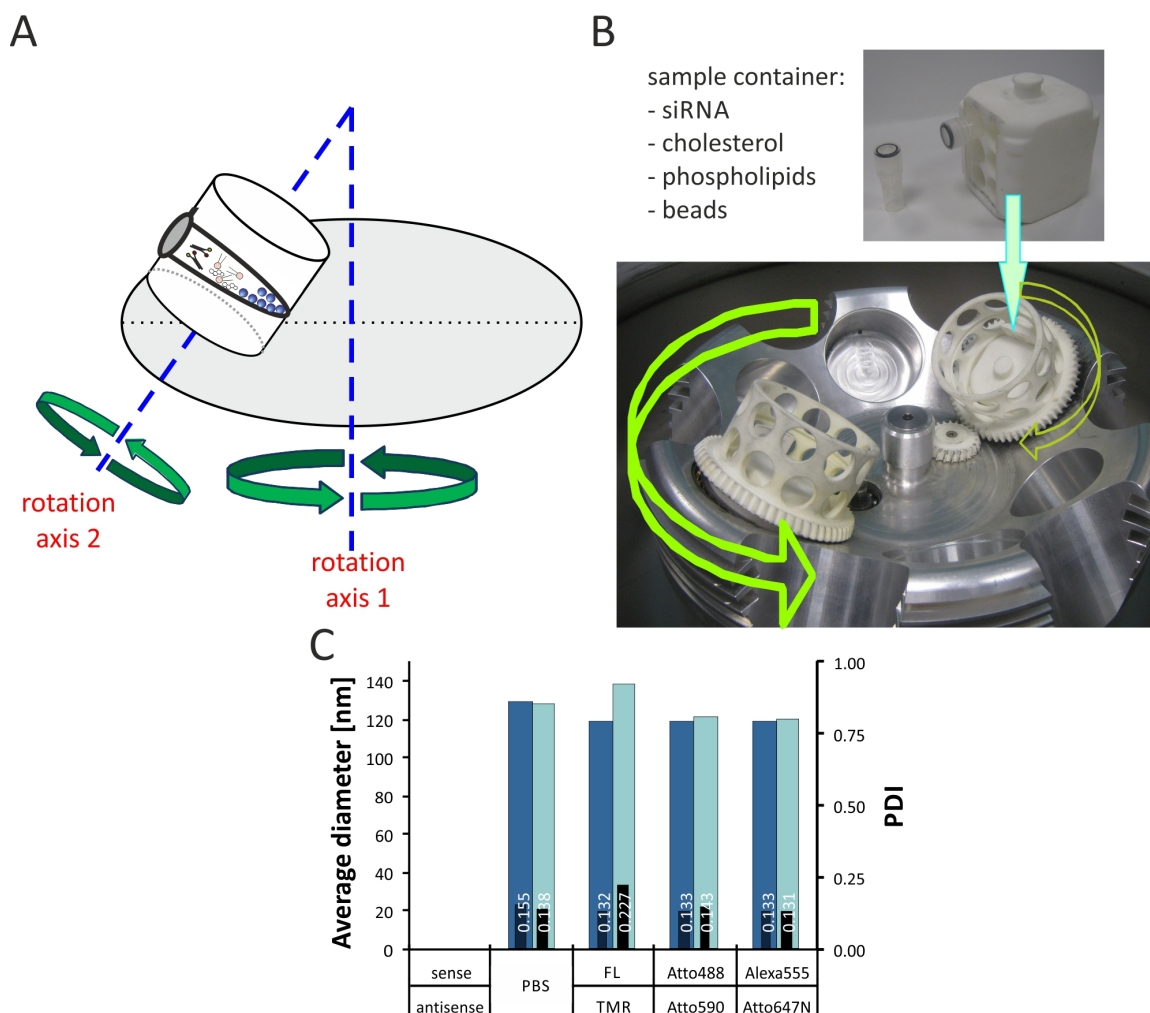 A
rotation
axis 2
rotation
axis 1
B
sample container:
- siRNA
- cholesterol
- phospholipids
- beads
C
Average diameter [nm]
140
120
100
80
60
40
20
0
0.155
0.138
0.132
0.227
0.133
0.143
0.133
0.131
1.00
0.75
0.50
0.25
0.00
PDI
sense
PBS
FL
Atto488
Alexa555
antisense
TMR
Atto590
Atto647N